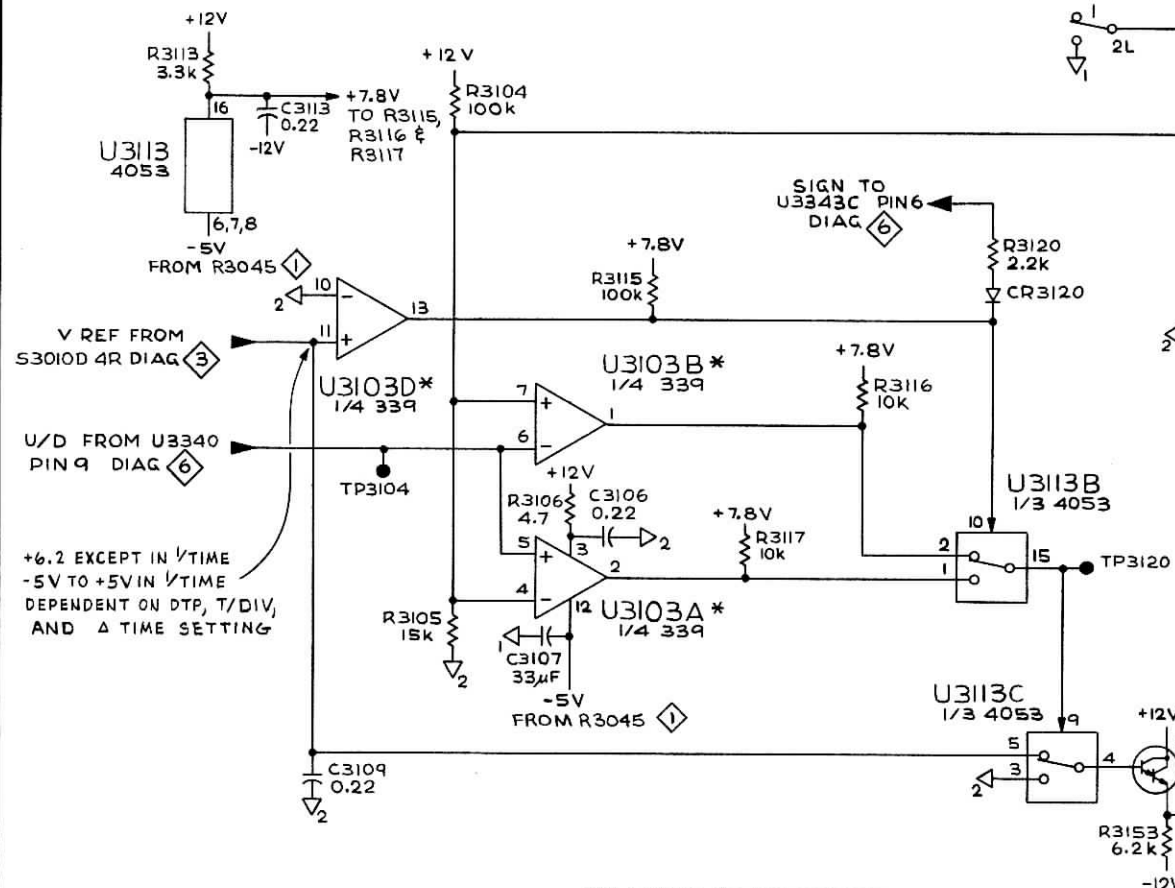 +12V
R3113
3.3k
16
C3113
0.22
-12V
+7.8V
TO R3115,
R3116 &
R3117
U3113
4053
6,7,8
-5V
FROM R3045 1
+12V
R3104
100k
1
2L
1
SIGN TO
U3343C PIN6
DIAG 6
R3120
2.2k
CR3120
+7.8V
R3115
100k
2
10
-
13
11
+
V REF FROM
S3010D 4R DIAG 3
U3103D*
1/4 339
2
U3103B*
1/4 339
7
+
1
6
-
+7.8V
R3116
10k
U/D FROM U3340
PIN 9 DIAG 6
TP3104
+12V
R3106
4.7
C3106
0.22
2
3
5
+
2
4
-
12
U3103A*
1/4 339
+7.8V
R3117
10k
U3113B
1/3 4053
10
2
1
15
TP3120
+6.2 EXCEPT IN 1/TIME
-5V TO +5V IN 1/TIME
DEPENDENT ON DTP, T/DIV,
AND Δ TIME SETTING
R3105
15k
2
1
C3107
33µF
-5V
FROM R3045 1
U3113C
1/3 4053
9
5
3
4
2
+12V
C3109
0.22
2
R3153
6.2k
-12V